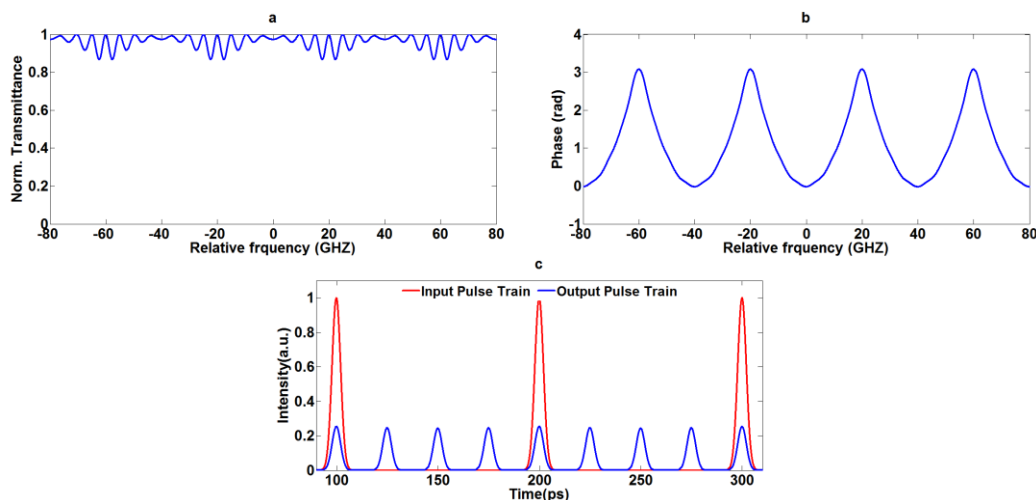 a
Norm. Transmittance
1
0.8
0.6
0.4
0.2
0
-80 -60 -40 -20 0 20 40 60 80
Relative frquency (GHZ)
b
Phase (rad)
4
3
2
1
0
-1
-80 -60 -40 -20 0 20 40 60 80
Relative frquency (GHZ)
c
Input Pulse Train Output Pulse Train
Intensity(a.u.)
1
0.8
0.6
0.4
0.2
0
100 150 200 250 300
Time(ps)